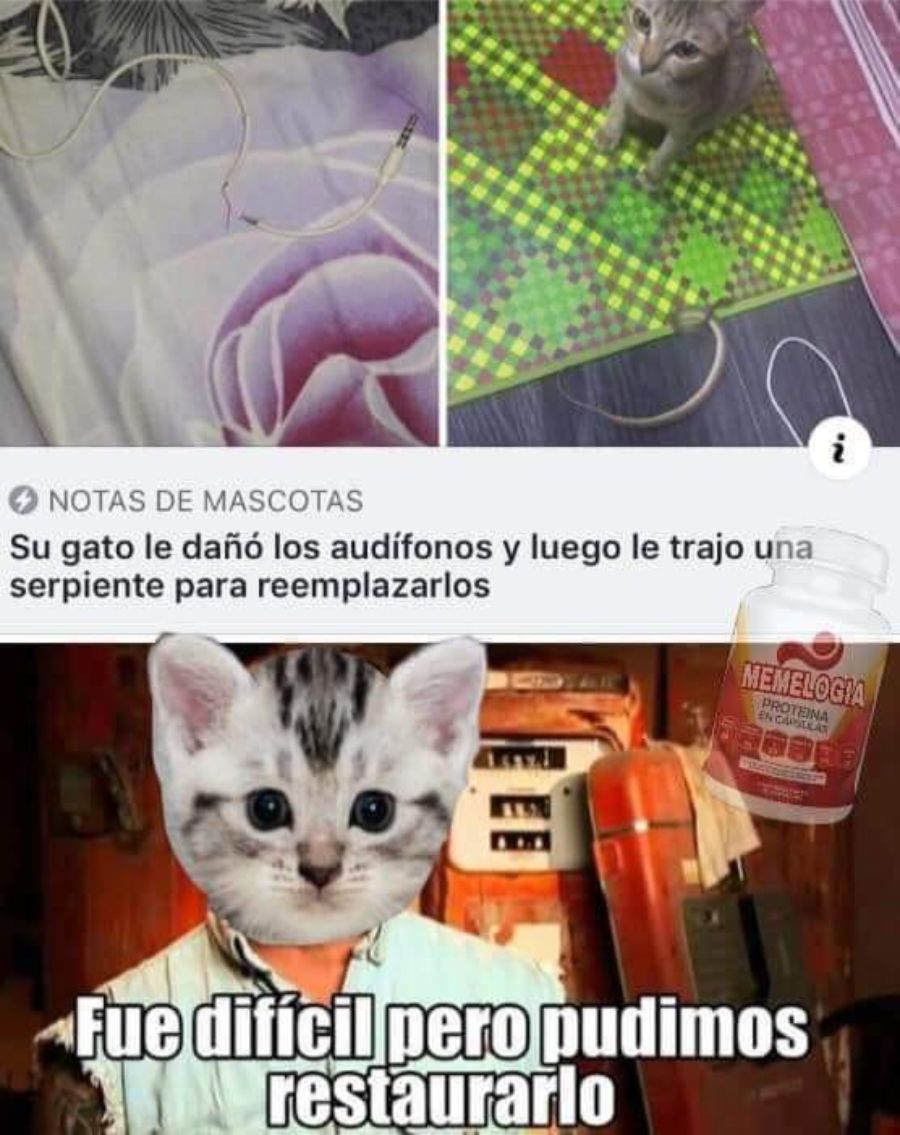 NOTAS DE MASCOTAS
Su gato le dañó los audífonos y luego le trajo una
serpiente para reemplazarlos
MEMELOGIA
PROTEINA
EN CAPSULAS
Fue difícil pero pudimos
restaurarlo